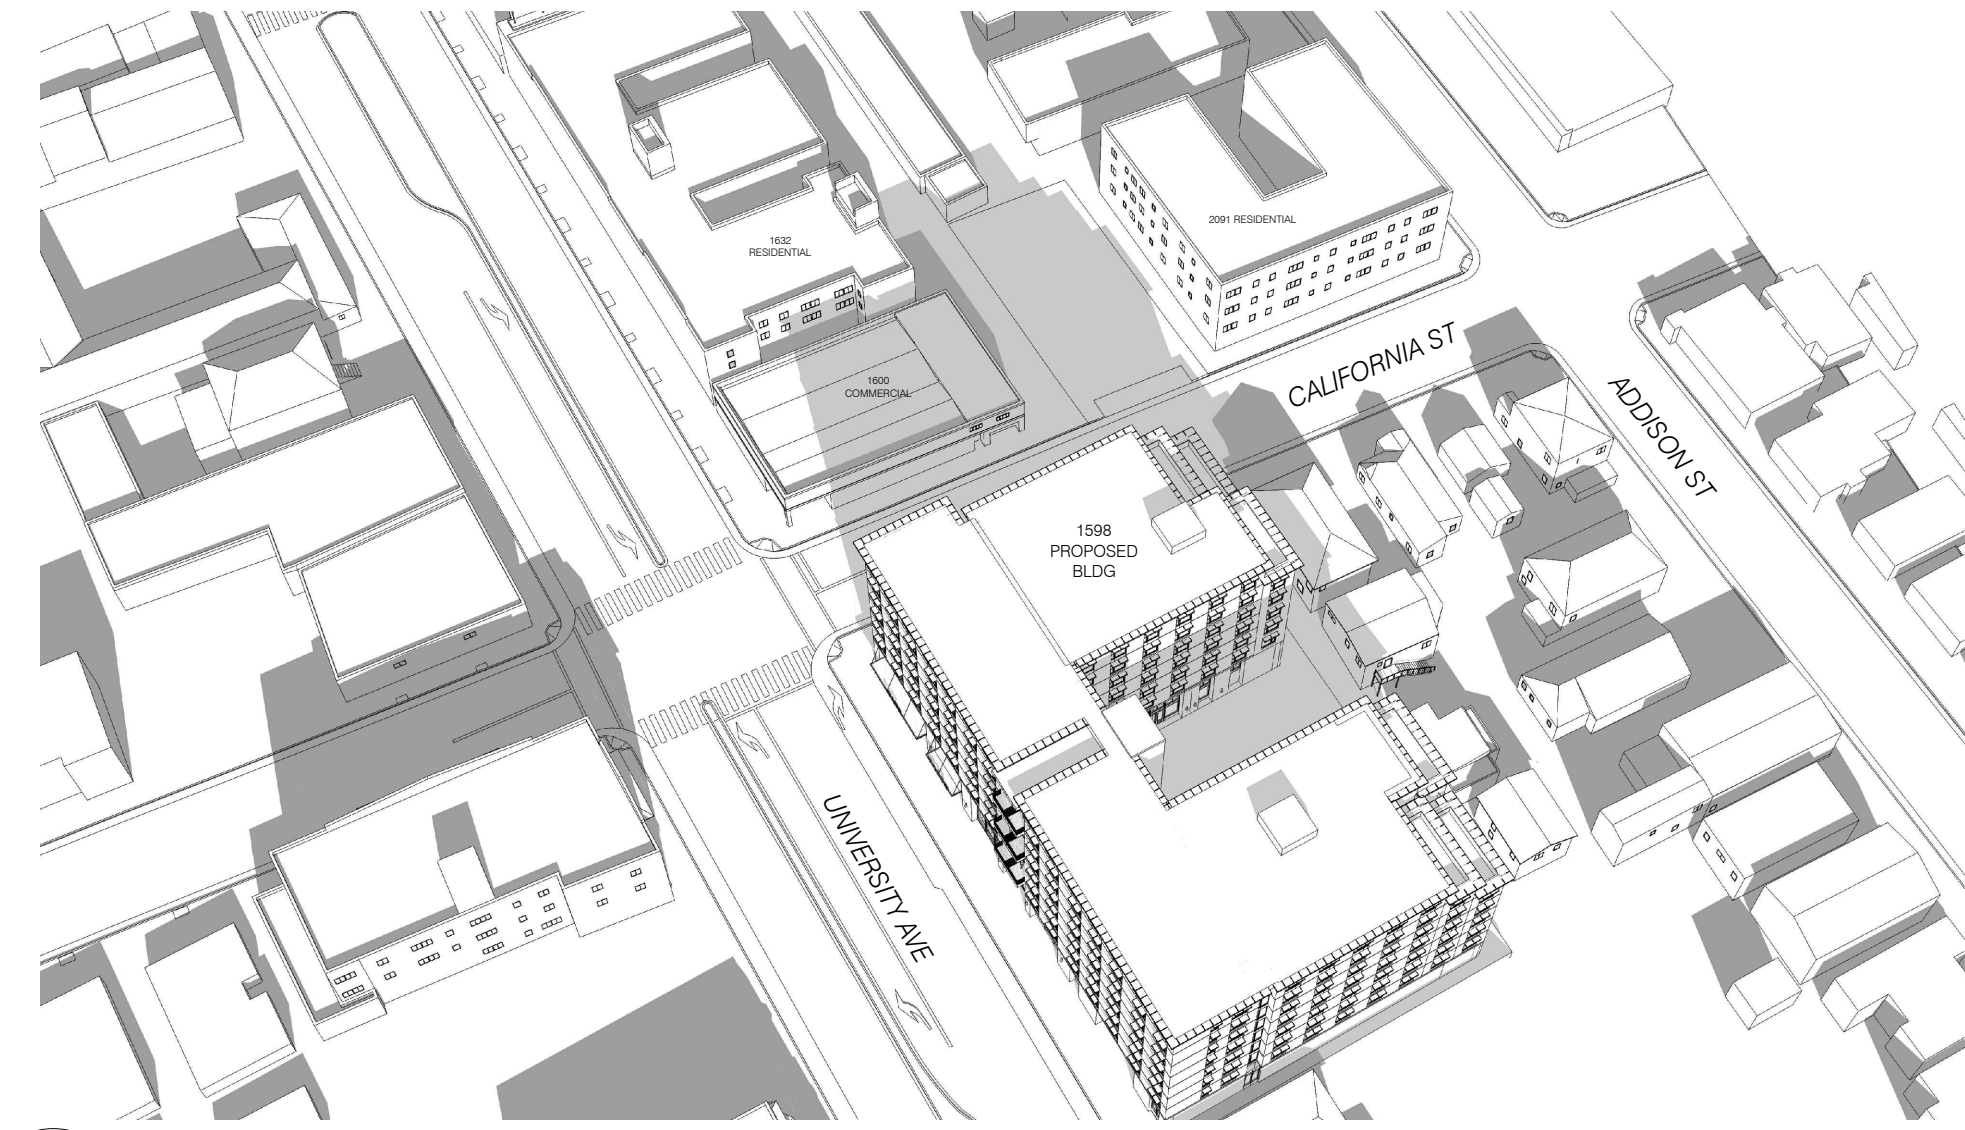 2091 RESIDENTIAL
1632
RESIDENTIAL
CALIFORNIA ST
1600
COMMERCIAL
ADDISON ST
1598
PROPOSED
BLDG
UNIVERSITY AVE